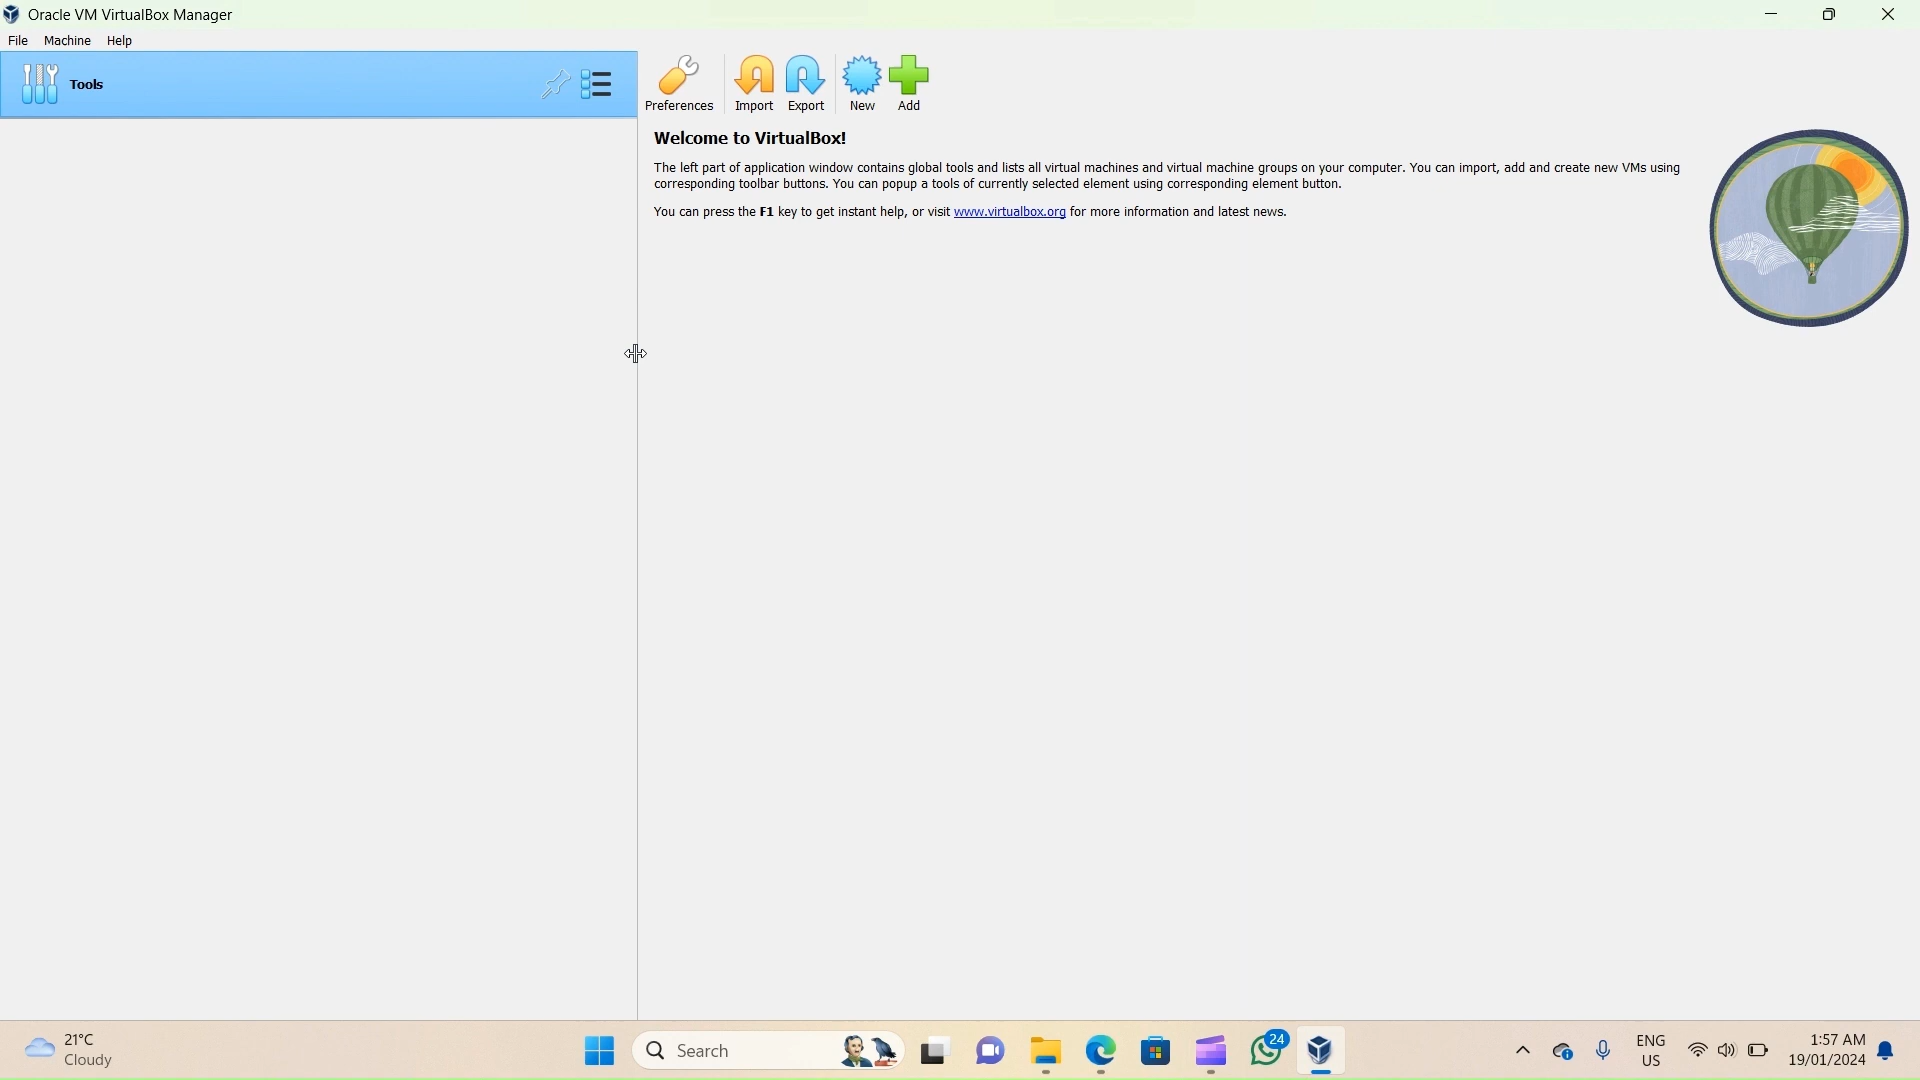 Oracle VM VirtualBox Manager
File Machine Help
Tools
Preferences Import Export New Add
Welcome to VirtualBox!
The left part of application window contains global tools and lists all virtual machines and virtual machine groups on your computer. You can import, add and create new VMs using
corresponding toolbar buttons. You can popup a tools of currently selected element using corresponding element button.
You can press the F1 key to get instant help, or visit www.virtualbox.org for more information and latest news.
21°C
Cloudy
Search
24
ENG
US
1:57 AM
19/01/2024